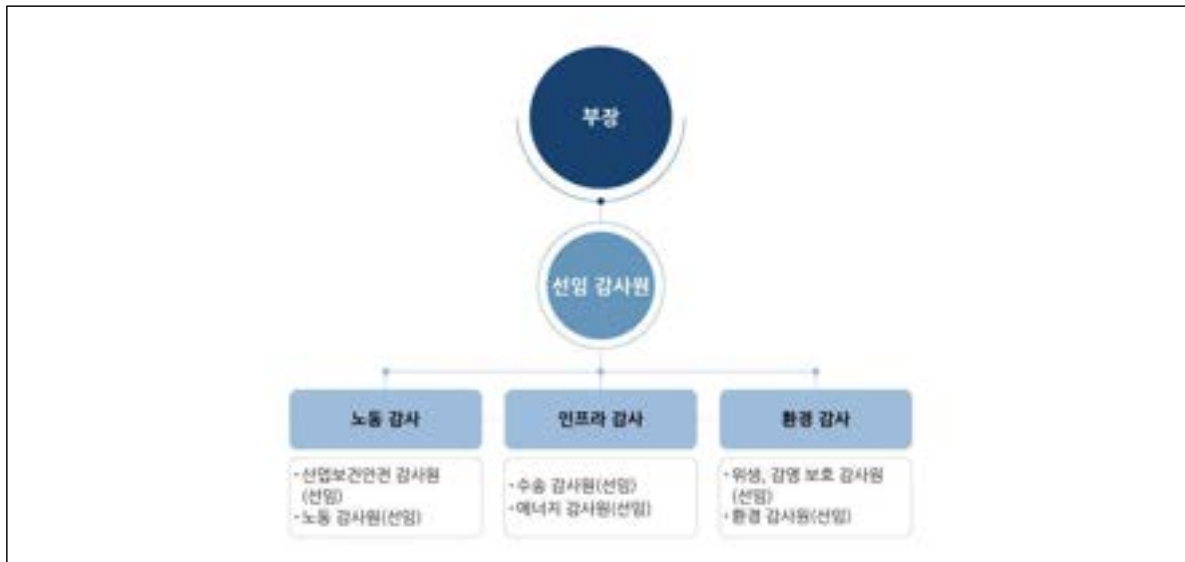 부장
선임 감사원
노동 감사
인프라 감사
환경 감사
• 산업보건안전 감사원
(선임)
• 노동 감사원(선임)
• 수송 감사원(선임)
• 에너지 감사원(선임)
• 위생, 감염 보호 감사원
(선임)
• 환경 감사원(선임)